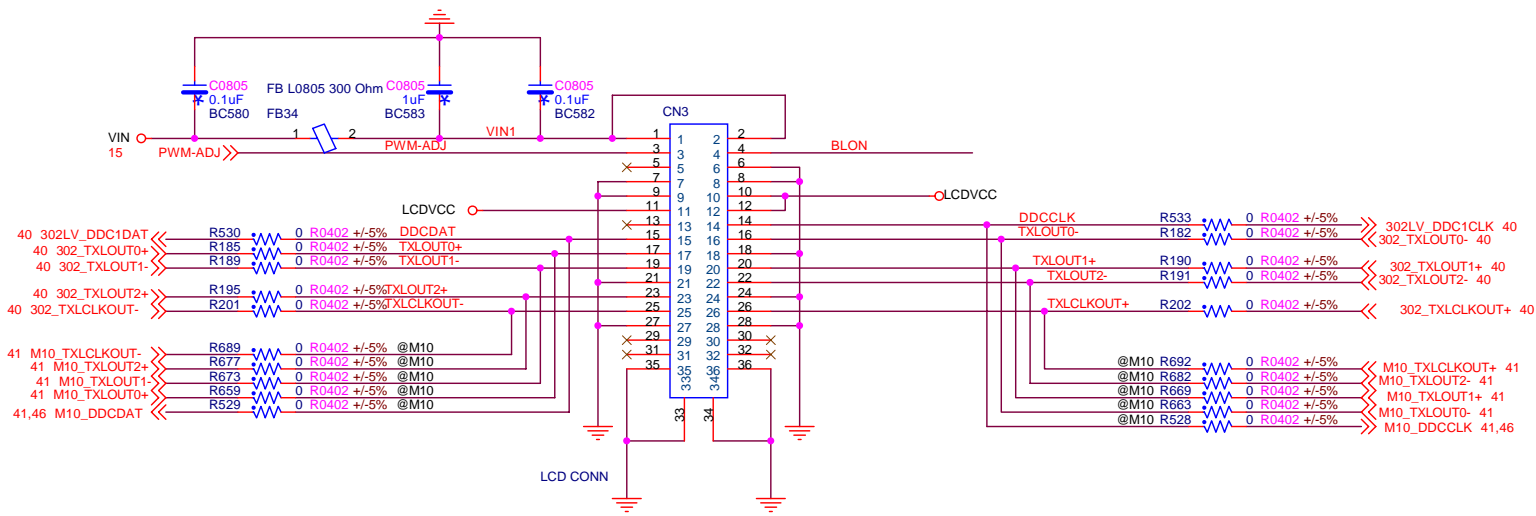 C0805
0.1uF
BC580
FB L0805 300 Ohm
FB34
C0805
1uF
BC583
C0805
0.1uF
BC582
CN3
VIN
1
2
VIN1
15 PWM-ADJ
PWM-ADJ
BLON
LCDVCC
LCDVCC
1 1 2 2
3 3 4 4
5 5 6 6
7 7 8 8
9 9 10 10
11 11 12 12
13 13 14 14
15 15 16 16
17 17 18 18
19 19 20 20
21 21 22 22
23 23 24 24
25 25 26 26
27 27 28 28
29 29 30 30
31 31 32 32
35 35 36 36
33 34
33 34
40 302LV_DDC1DAT R530 0 R0402 +/-5% DDCDAT
40 302_TXLOUT0+ R185 0 R0402 +/-5% TXLOUT0+
40 302_TXLOUT1- R189 0 R0402 +/-5% TXLOUT1-
40 302_TXLOUT2+ R195 0 R0402 +/-5% TXLOUT2+
40 302_TXLCLKOUT- R201 0 R0402 +/-5% TXLCLKOUT-
41 M10_TXLCLKOUT- R689 0 R0402 +/-5% @M10
41 M10_TXLOUT2+ R677 0 R0402 +/-5% @M10
41 M10_TXLOUT1- R673 0 R0402 +/-5% @M10
41 M10_TXLOUT0+ R659 0 R0402 +/-5% @M10
41,46 M10_DDCDAT R529 0 R0402 +/-5% @M10
DDCCLK R533 0 R0402 +/-5% 302LV_DDC1CLK 40
TXLOUT0- R182 0 R0402 +/-5% 302_TXLOUT0- 40
TXLOUT1+ R190 0 R0402 +/-5% 302_TXLOUT1+ 40
TXLOUT2- R191 0 R0402 +/-5% 302_TXLOUT2- 40
TXLCLKOUT+ R202 0 R0402 +/-5% 302_TXLCLKOUT+ 40
@M10 R692 0 R0402 +/-5% M10_TXLCLKOUT+ 41
@M10 R682 0 R0402 +/-5% M10_TXLOUT2- 41
@M10 R669 0 R0402 +/-5% M10_TXLOUT1+ 41
@M10 R663 0 R0402 +/-5% M10_TXLOUT0- 41
@M10 R528 0 R0402 +/-5% M10_DDCCLK 41,46
LCD CONN